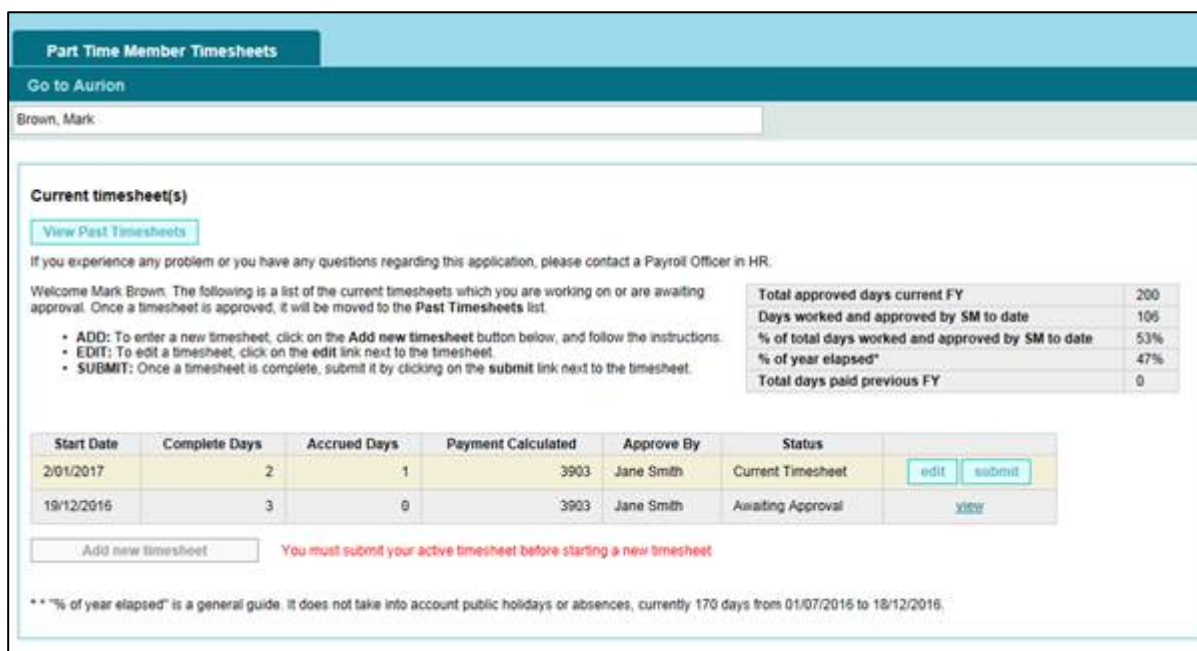 Part Time Member Timesheets
Go to Aurion
Brown, Mark
Current timesheet(s)
View Past Timesheets
If you experience any problem or you have any questions regarding this application, please contact a Payroll Officer in HR.
Welcome Mark Brown. The following is a list of the current timesheets which you are working on or are awaiting
approval. Once a timesheet is approved, it will be moved to the Past Timesheets list.
• ADD: To enter a new timesheet, click on the Add new timesheet button below, and follow the instructions.
• EDIT: To edit a timesheet, click on the edit link next to the timesheet.
• SUBMIT: Once a timesheet is complete, submit it by clicking on the submit link next to the timesheet.
Total approved days current FY 200
Days worked and approved by SM to date 106
% of total days worked and approved by SM to date 53%
% of year elapsed* 47%
Total days paid previous FY 0
Start Date Complete Days Accrued Days Payment Calculated Approve By Status
2/01/2017 2 1 3903 Jane Smith Current Timesheet edit submit
19/12/2016 3 0 3903 Jane Smith Awaiting Approval view
Add new timesheet You must submit your active timesheet before starting a new timesheet
* * "% of year elapsed" is a general guide. It does not take into account public holidays or absences, currently 170 days from 01/07/2016 to 18/12/2016.